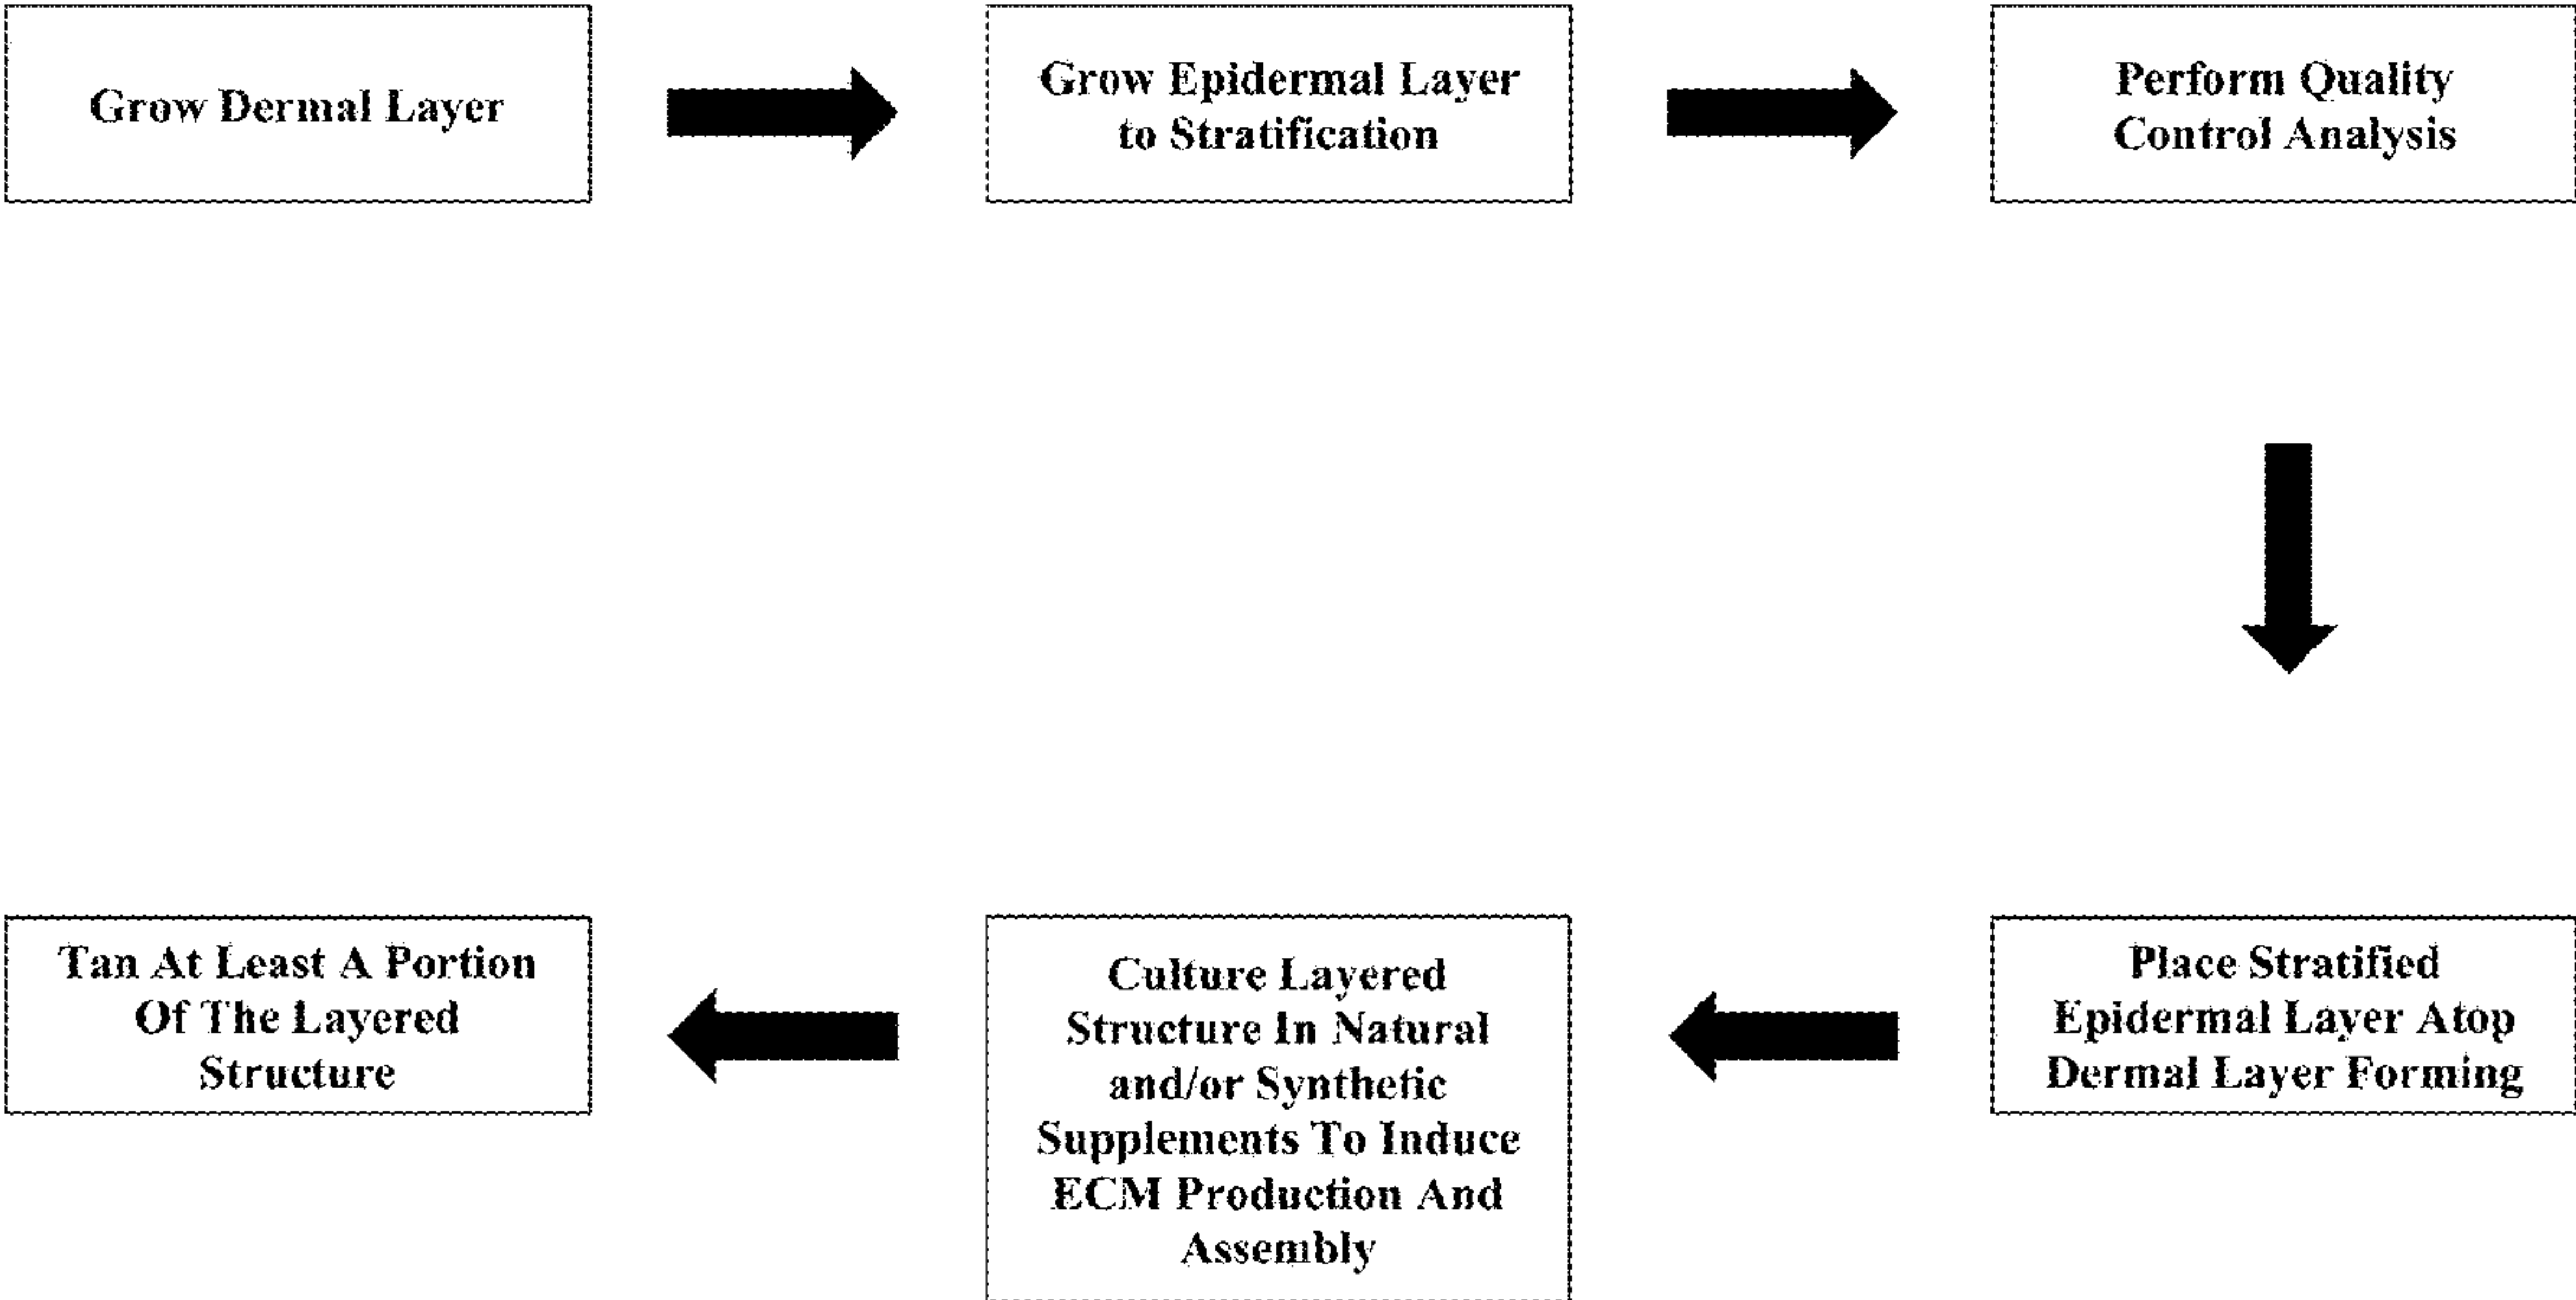 Grow Dermal Layer
Grow Epidermal Layer
to Stratification
Perform Quality
Control Analysis
Place Stratified
Epidermal Layer Atop
Dermal Layer Forming
Culture Layered
Structure In Natural
and/or Synthetic
Supplements To Induce
ECM Production And
Assembly
Tan At Least A Portion
Of The Layered
Structure